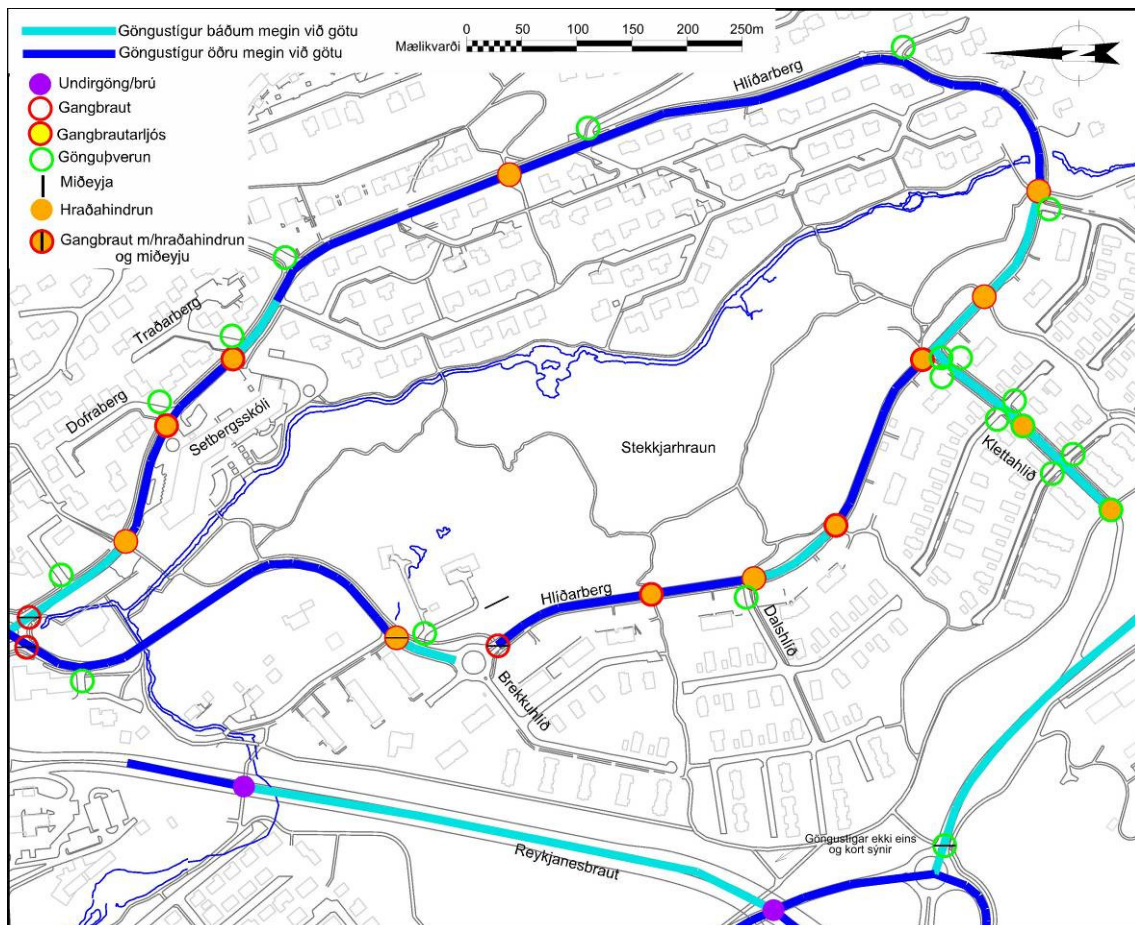 Göngustígur báðum megin við götu
Göngustígur öðru megin við götu
Mælikvarði
0 50 100 150 200 250m
Undirgöng/brú
Gangbraut
Gangbrautarljós
Gönguþverun
Miðeyja
Hraðahindrun
Gangbraut m/hraðahindrun
og miðeyju
Hlíðarberg
Traðarberg
Dofraberg
Setbergsskóli
Stekkjarhraun
Klettahlíð
Hlíðarberg
Dalshlíð
Brekkuhlíð
Göngustígar ekki eins
og kort sýnir
Reykjanesbraut